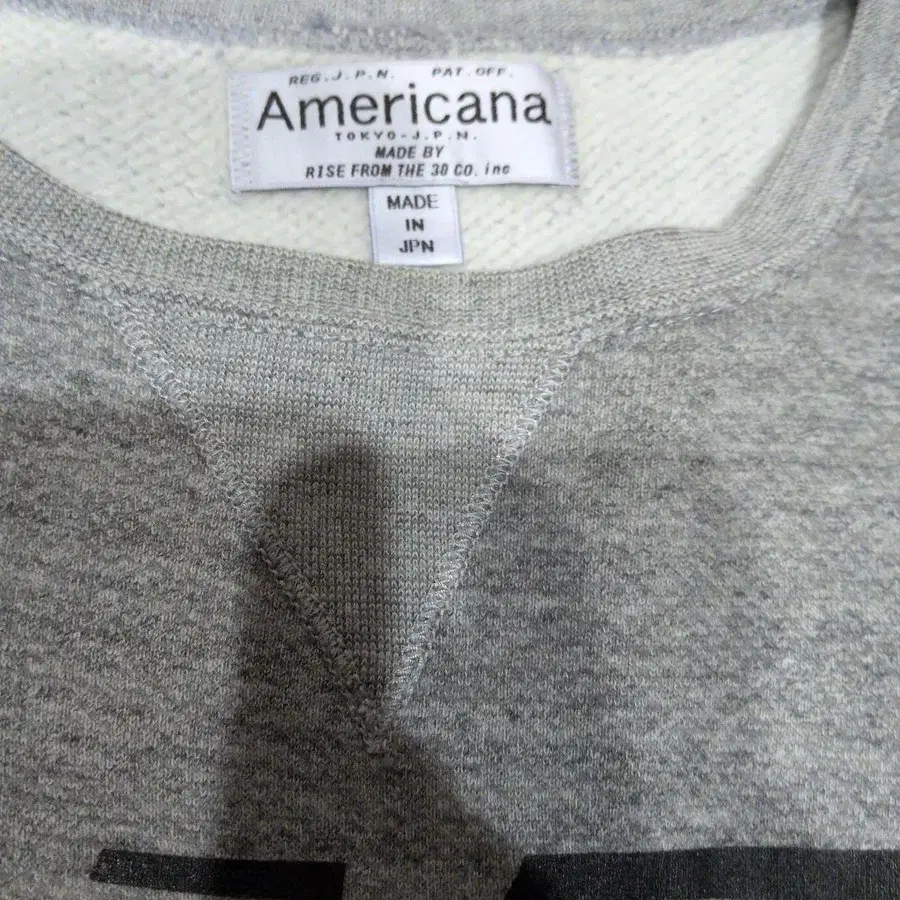 REG.J.P.N. PAT.OFF.
Americana
TOKYO-J.P.N.
MADE BY
RISE FROM THE 30 CO. inc
MADE
IN
JPN